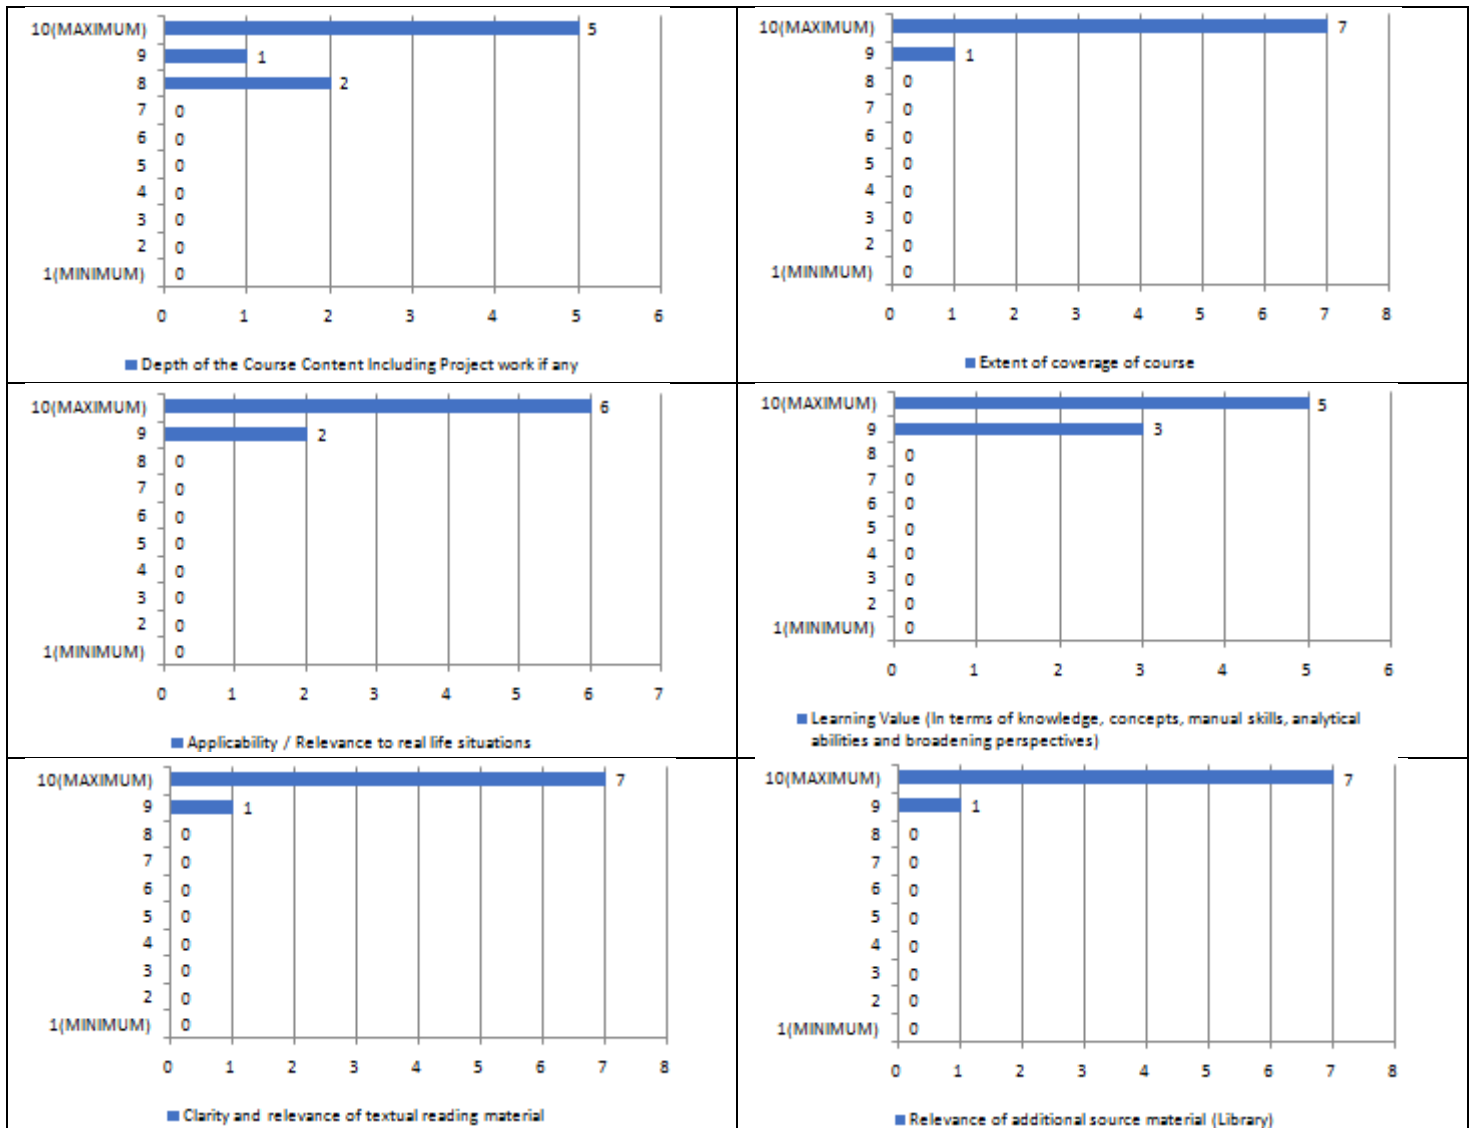 10(MAXIMUM) 5
9 1
8 2
7 0
6 0
5 0
4 0
3 0
2 0
1(MINIMUM) 0
0 1 2 3 4 5 6
Depth of the Course Content Including Project work if any
10(MAXIMUM) 7
9 1
8 0
7 0
6 0
5 0
4 0
3 0
2 0
1(MINIMUM) 0
0 1 2 3 4 5 6 7 8
Extent of coverage of course
10(MAXIMUM) 6
9 2
8 0
7 0
6 0
5 0
4 0
3 0
2 0
1(MINIMUM) 0
0 1 2 3 4 5 6 7
Applicability / Relevance to real life situations
10(MAXIMUM) 5
9 3
8 0
7 0
6 0
5 0
4 0
3 0
2 0
1(MINIMUM) 0
0 1 2 3 4 5 6
Learning Value (In terms of knowledge, concepts, manual skills, analytical
abilities and broadening perspectives)
10(MAXIMUM) 7
9 1
8 0
7 0
6 0
5 0
4 0
3 0
2 0
1(MINIMUM) 0
0 1 2 3 4 5 6 7 8
Clarity and relevance of textual reading material
10(MAXIMUM) 7
9 1
8 0
7 0
6 0
5 0
4 0
3 0
2 0
1(MINIMUM) 0
0 1 2 3 4 5 6 7 8
Relevance of additional source material (Library)